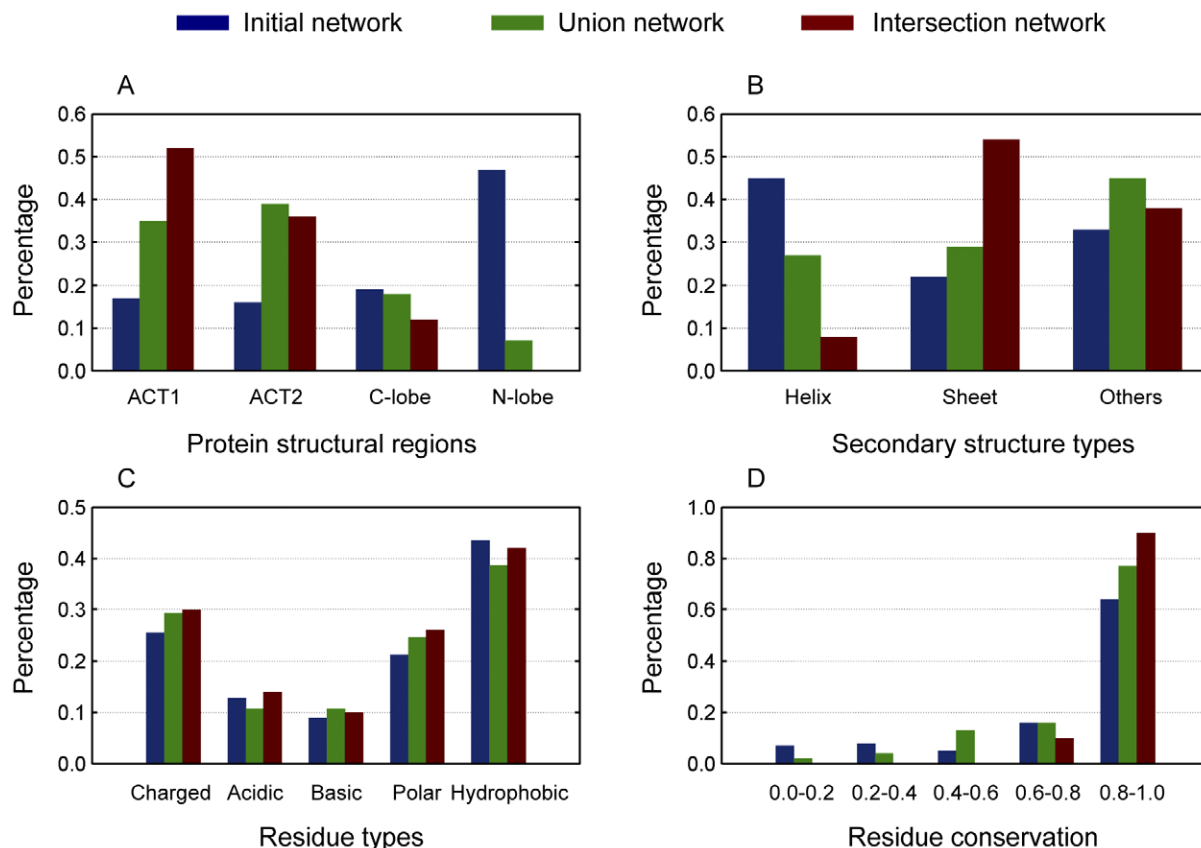 Initial network Union network Intersection network
A
0.6
0.5
0.4
0.3
0.2
0.1
0.0
Percentage
ACT1 ACT2 C-lobe N-lobe
Protein structural regions
B
0.6
0.5
0.4
0.3
0.2
0.1
0.0
Percentage
Helix Sheet Others
Secondary structure types
C
0.5
0.4
0.3
0.2
0.1
0.0
Percentage
Charged Acidic Basic Polar Hydrophobic
Residue types
D
1.0
0.8
0.6
0.4
0.2
0.0
Percentage
0.0-0.2 0.2-0.4 0.4-0.6 0.6-0.8 0.8-1.0
Residue conservation